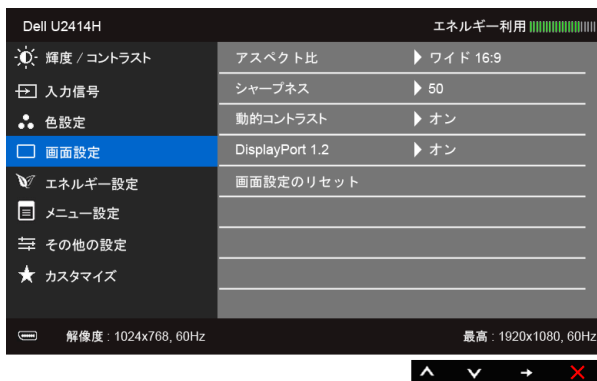 Dell U2414H
エネルギー利用
輝度 / コントラスト
アスペクト比
ワイド 16:9
入力信号
シャープネス
50
色設定
動的コントラスト
オン
画面設定
DisplayPort 1.2
オン
エネルギー設定
画面設定のリセット
メニュー設定
その他の設定
カスタマイズ
解像度 : 1024x768, 60Hz
最高 : 1920x1080, 60Hz